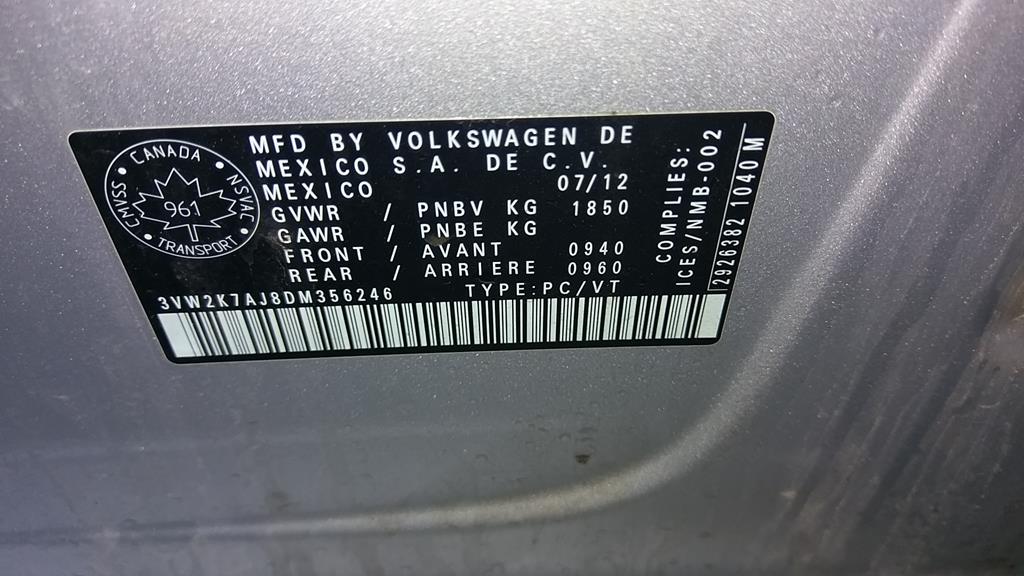 CANADA
CMVSS 961 NSVAC
TRANSPORT
MFD BY VOLKSWAGEN DE
MEXICO S.A. DE C.V.
MEXICO 07/12
GVWR / PNBV KG 1850
GAWR / PNBE KG
FRONT / AVANT 0940
REAR / ARRIERE 0960
3VW2K7AJ8DM356246 TYPE:PC/VT
COMPLIES:
ICES/NMB-002
2926382 1040 M